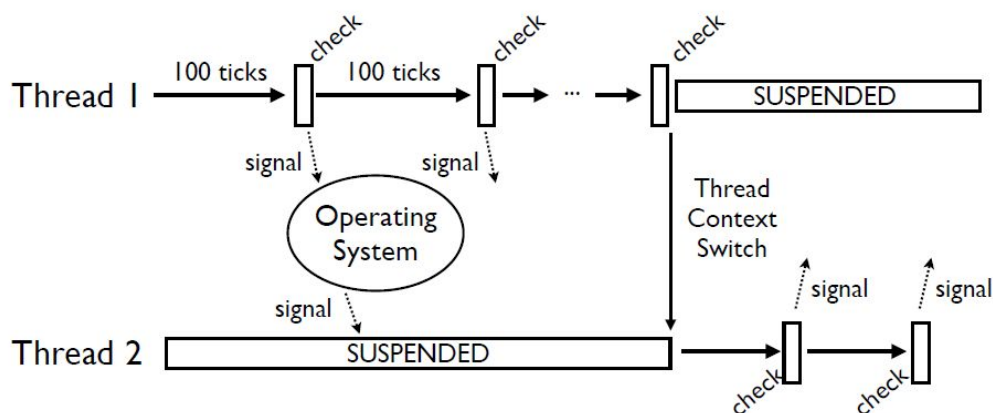 check
check
check
100 ticks
100 ticks
...
Thread 1
SUSPENDED
signal
signal
Operating
System
Thread
Context
Switch
signal
signal
signal
Thread 2
SUSPENDED
check
check